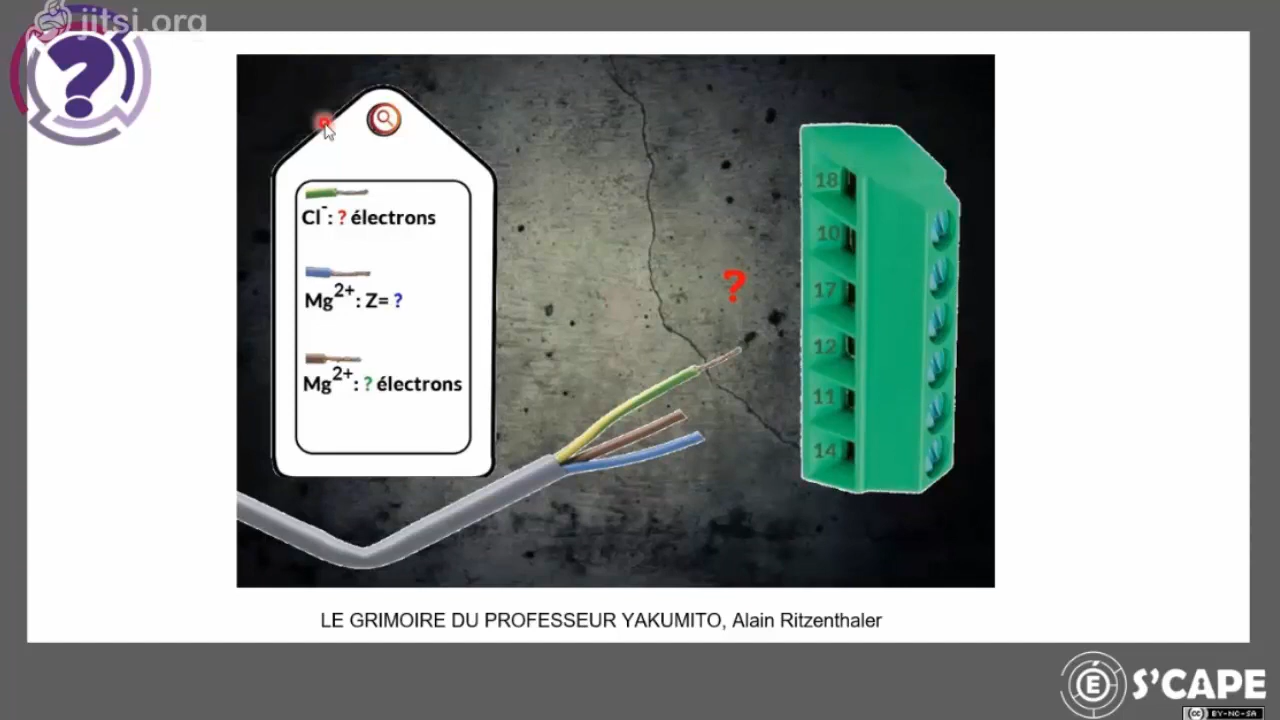 jitsi.org
?
Cl⁻: ? électrons
Mg²⁺: Z= ?
Mg²⁺: ? électrons
?
18
10
17
12
11
14
LE GRIMOIRE DU PROFESSEUR YAKUMITO, Alain Ritzenthaler
É S'CAPE
cc BY-NC-SA